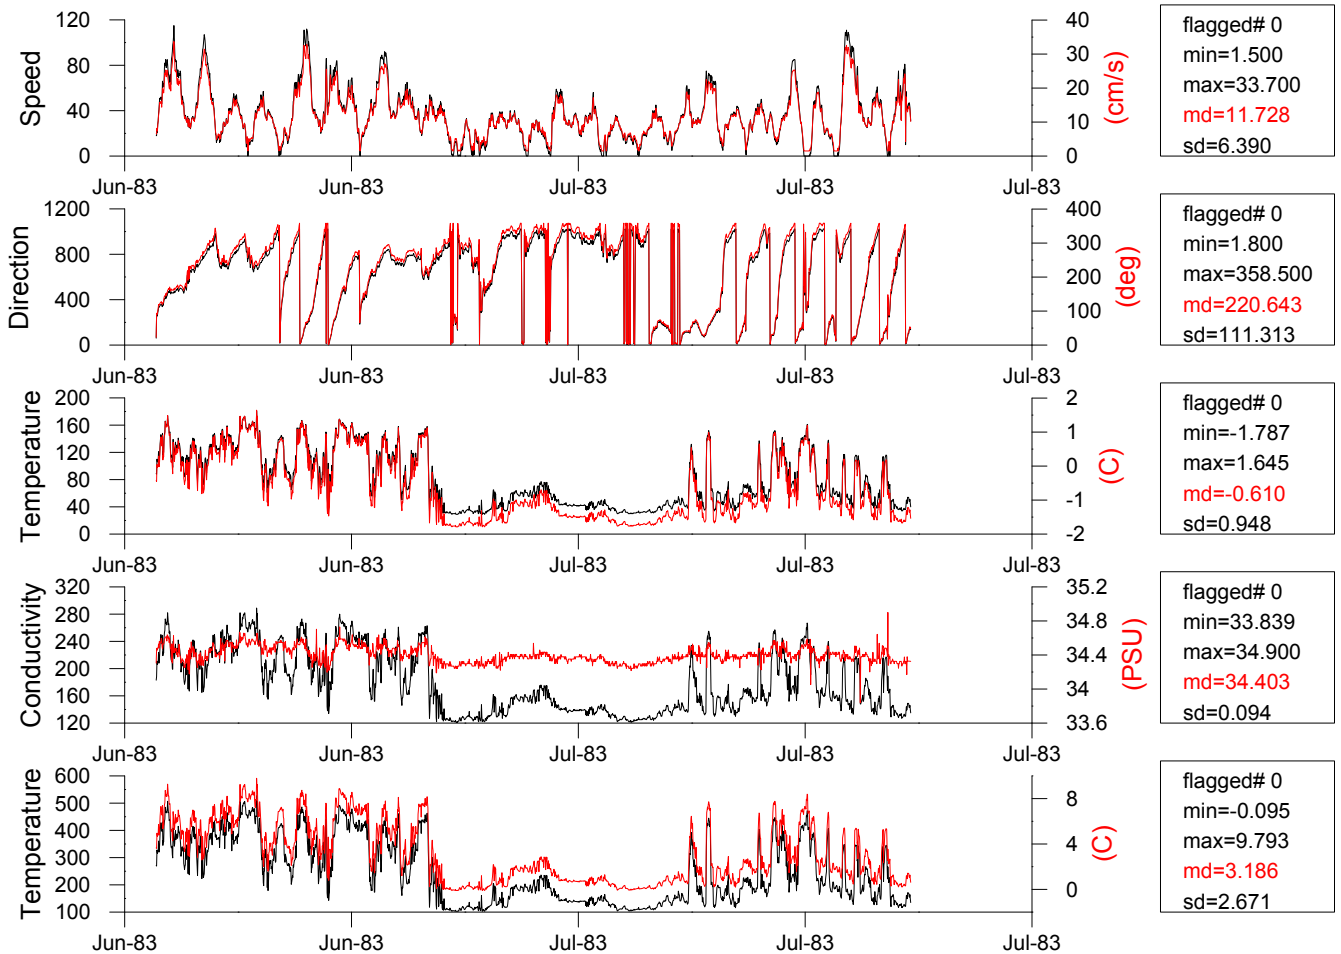 Speed
120
80
40
0
40
30
20
10
0
(cm/s)
Jun-83 Jun-83 Jul-83 Jul-83 Jul-83
flagged# 0
min=1.500
max=33.700
md=11.728
sd=6.390
Direction
1200
800
400
0
400
300
200
100
0
(deg)
Jun-83 Jun-83 Jul-83 Jul-83 Jul-83
flagged# 0
min=1.800
max=358.500
md=220.643
sd=111.313
Temperature
200
160
120
80
40
0
2
1
0
-1
-2
(C)
Jun-83 Jun-83 Jul-83 Jul-83 Jul-83
flagged# 0
min=-1.787
max=1.645
md=-0.610
sd=0.948
Conductivity
320
280
240
200
160
120
35.2
34.8
34.4
34
33.6
(PSU)
Jun-83 Jun-83 Jul-83 Jul-83 Jul-83
flagged# 0
min=33.839
max=34.900
md=34.403
sd=0.094
Temperature
600
500
400
300
200
100
8
4
0
(C)
Jun-83 Jun-83 Jul-83 Jul-83 Jul-83
flagged# 0
min=-0.095
max=9.793
md=3.186
sd=2.671